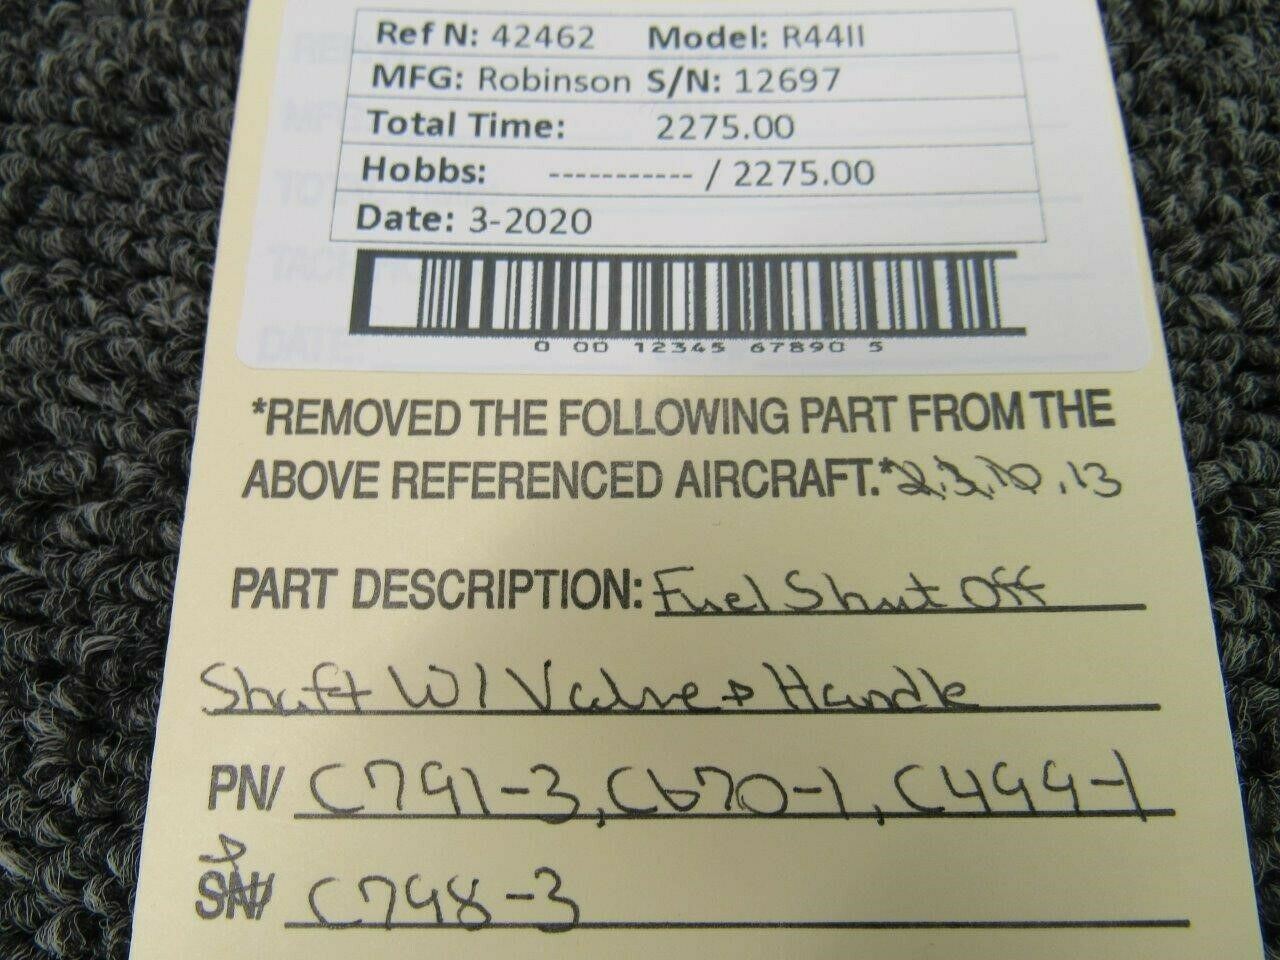 Ref N: 42462 Model: R44II
MFG: Robinson S/N: 12697
Total Time: 2275.00
Hobbs: ----------- / 2275.00
Date: 3-2020
0 00 12345 67890 5
*REMOVED THE FOLLOWING PART FROM THE
ABOVE REFERENCED AIRCRAFT.* 2.3.10.13
PART DESCRIPTION: Fuel Shut Off
Shaft W/ Valve & Handle
PN/ C791-3, C670-1, C499-1
SN/ C748-3